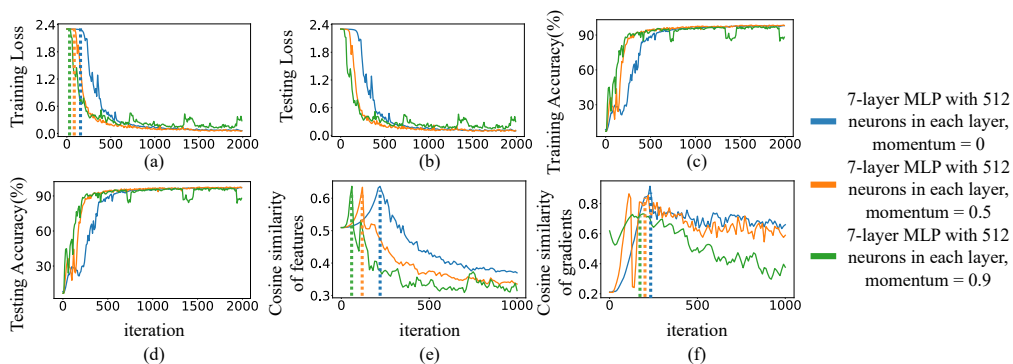 2.4
1.8
1.2
0.6
0.0
Training Loss
0 500 1000 1500 2000
(a)
2.4
1.8
1.2
0.6
0.0
Testing Loss
0 500 1000 1500 2000
(b)
90
60
30
Training Accuracy(%)
0 500 1000 1500 2000
(c)
90
60
30
Testing Accuracy(%)
0 500 1000 1500 2000
iteration
(d)
0.6
0.5
0.4
0.3
Cosine similarity
of features
0 500 1000
iteration
(e)
0.8
0.6
0.4
0.2
Cosine similarity
of gradients
0 500 1000
iteration
(f)
7-layer MLP with 512
neurons in each layer,
momentum = 0
7-layer MLP with 512
neurons in each layer,
momentum = 0.5
7-layer MLP with 512
neurons in each layer,
momentum = 0.9